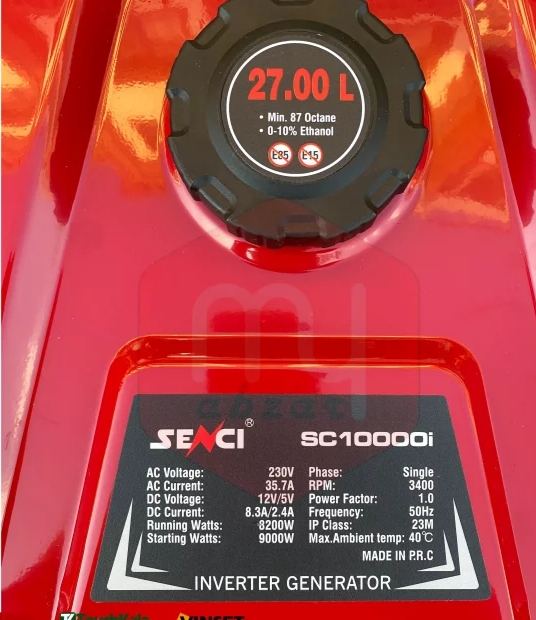 27.00 L
• Min. 87 Octane
• 0-10% Ethanol
E85 E15
my
abzar
SENCI® SC10000i
AC Voltage: 230V Phase: Single
AC Current: 35.7A RPM: 3400
DC Voltage: 12V/5V Power Factor: 1.0
DC Current: 8.3A/2.4A Frequency: 50Hz
Running Watts: 8200W IP Class: 23M
Starting Watts: 9000W Max.Ambient temp: 40℃
MADE IN P.R.C
INVERTER GENERATOR